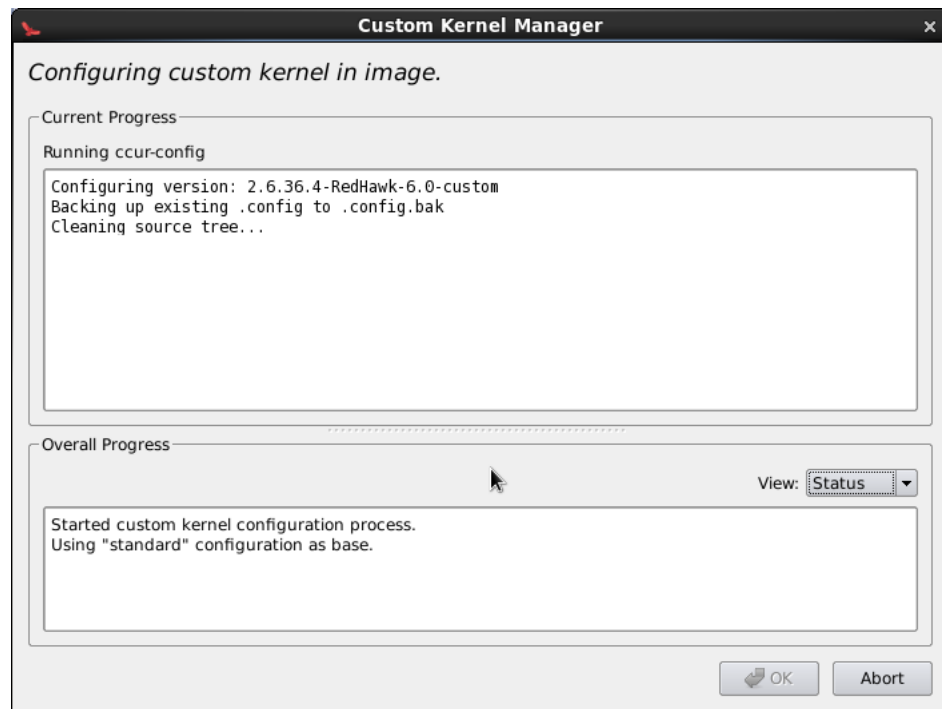 Custom Kernel Manager
Configuring custom kernel in image.
Current Progress
Running ccur-config
Configuring version: 2.6.36.4-RedHawk-6.0-custom
Backing up existing .config to .config.bak
Cleaning source tree...
Overall Progress
View: Status
Started custom kernel configuration process.
Using "standard" configuration as base.
OK Abort